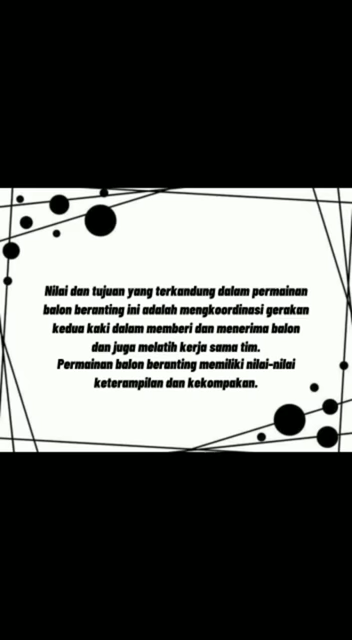 Nilai dan tujuan yang terkandung dalam permainan
balon beranting ini adalah mengkoordinasi gerakan
kedua kaki dalam memberi dan menerima balon
dan juga melatih kerja sama tim.
Permainan balon beranting memiliki nilai-nilai
keterampilan dan kekompakan.